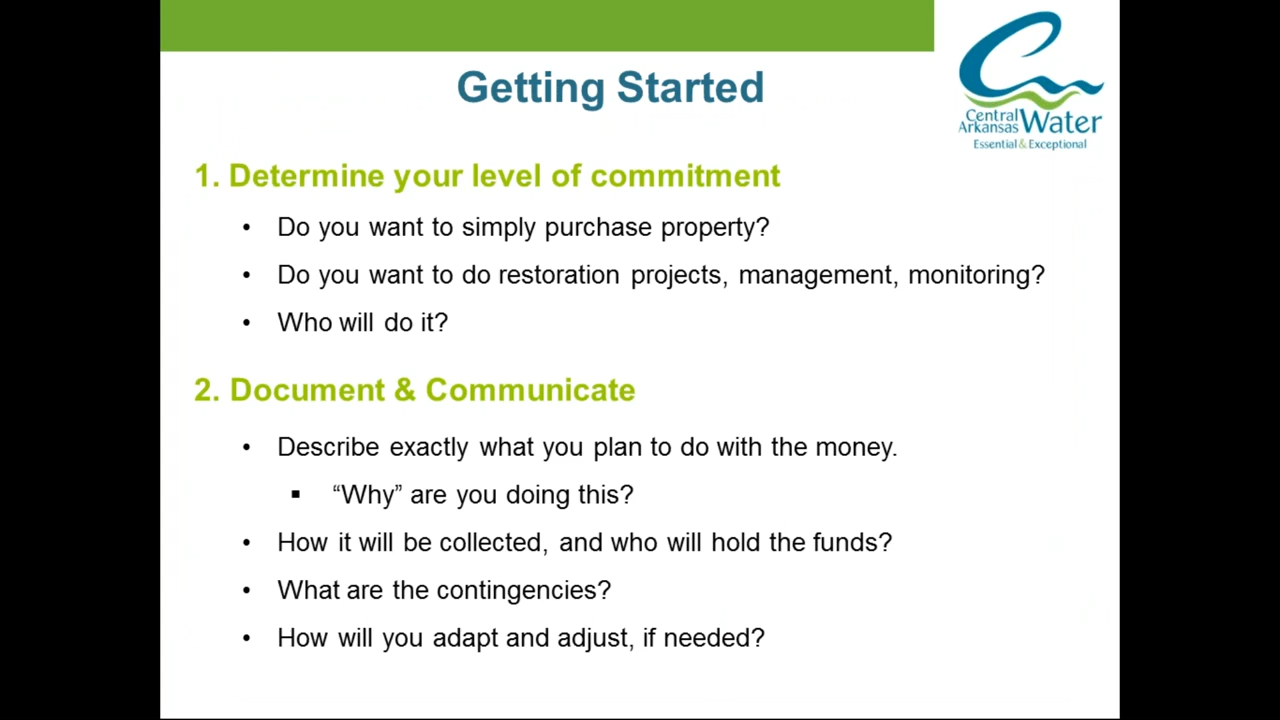 Getting Started
Central
Arkansas Water
Essential & Exceptional
1. Determine your level of commitment
• Do you want to simply purchase property?
• Do you want to do restoration projects, management, monitoring?
• Who will do it?
2. Document & Communicate
• Describe exactly what you plan to do with the money.
▪ “Why” are you doing this?
• How it will be collected, and who will hold the funds?
• What are the contingencies?
• How will you adapt and adjust, if needed?